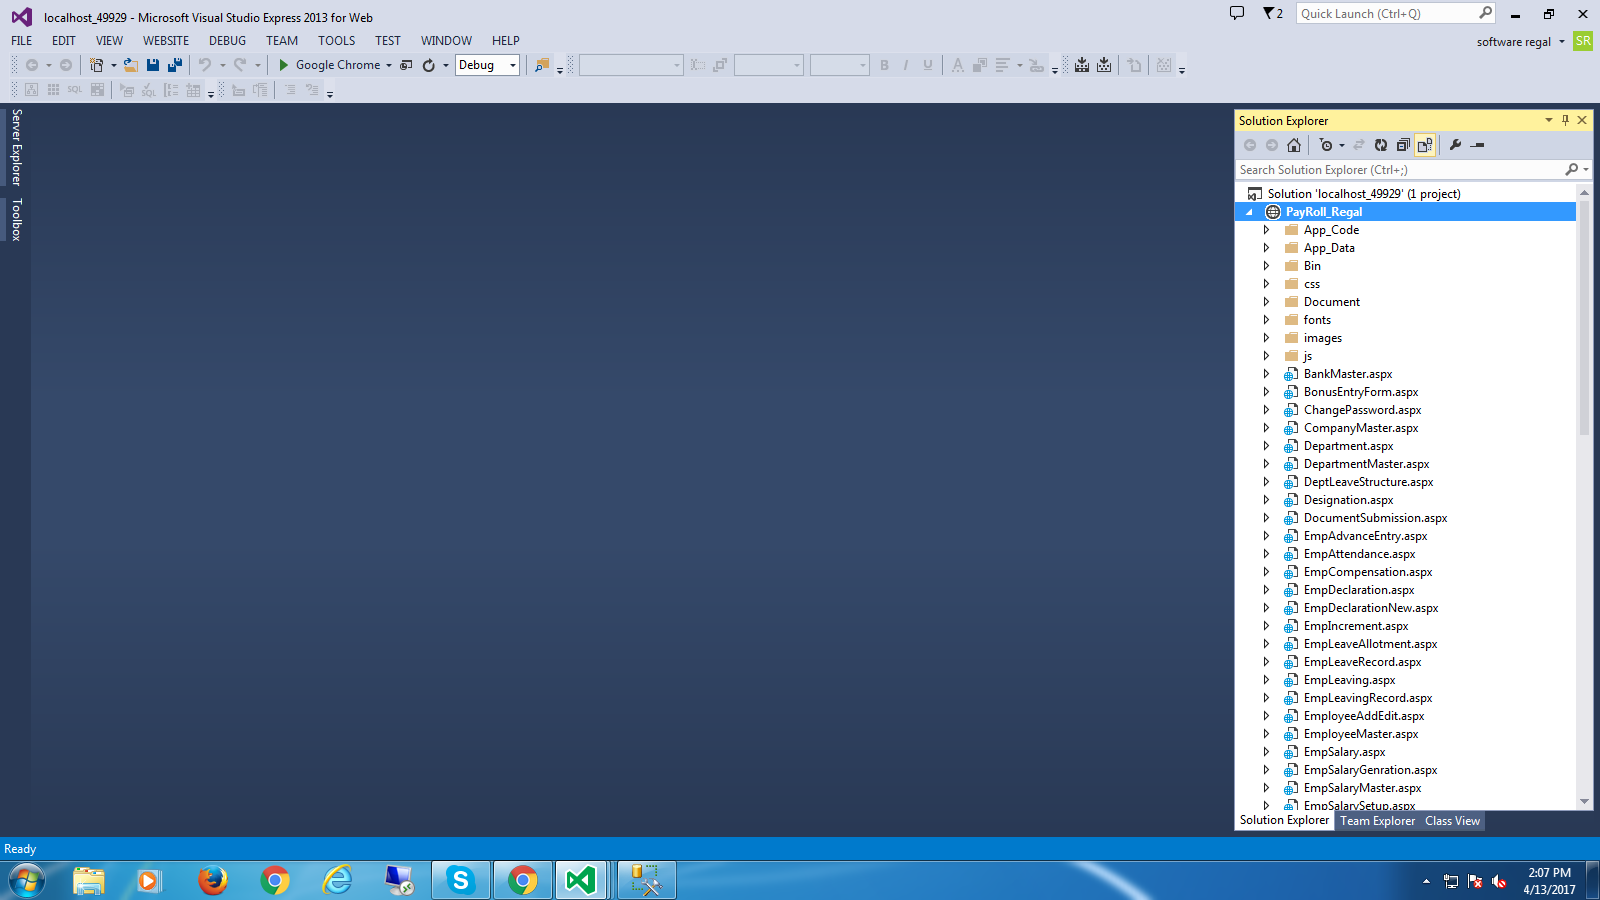 localhost_49929 - Microsoft Visual Studio Express 2013 for Web
2
Quick Launch (Ctrl+Q)
FILE EDIT VIEW WEBSITE DEBUG TEAM TOOLS TEST WINDOW HELP
software regal SR
Google Chrome Debug
B I U A
SQL SQL
Server Explorer
Toolbox
Solution Explorer
Search Solution Explorer (Ctrl+;)
Solution 'localhost_49929' (1 project)
PayRoll_Regal
App_Code
App_Data
Bin
css
Document
fonts
images
js
BankMaster.aspx
BonusEntryForm.aspx
ChangePassword.aspx
CompanyMaster.aspx
Department.aspx
DepartmentMaster.aspx
DeptLeaveStructure.aspx
Designation.aspx
DocumentSubmission.aspx
EmpAdvanceEntry.aspx
EmpAttendance.aspx
EmpCompensation.aspx
EmpDeclaration.aspx
EmpDeclarationNew.aspx
EmpIncrement.aspx
EmpLeaveAllotment.aspx
EmpLeaveRecord.aspx
EmpLeaving.aspx
EmpLeavingRecord.aspx
EmployeeAddEdit.aspx
EmployeeMaster.aspx
EmpSalary.aspx
EmpSalaryGenration.aspx
EmpSalaryMaster.aspx
EmpSalarySetup.aspx
Solution Explorer Team Explorer Class View
Ready
2:07 PM
4/13/2017